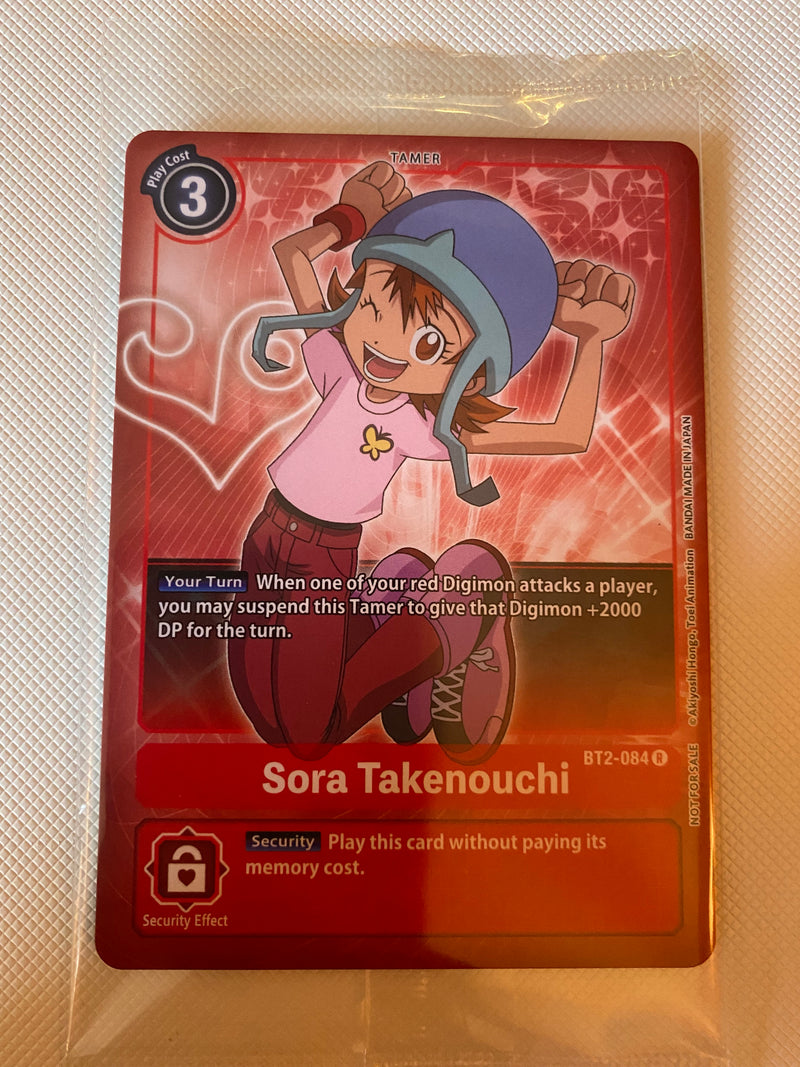 TAMER
Play Cost
3
Your Turn When one of your red Digimon attacks a player,
you may suspend this Tamer to give that Digimon +2000
DP for the turn.
BT2-084 R
Sora Takenouchi
Security Play this card without paying its
memory cost.
Security Effect
NOT FOR SALE ©Akiyoshi Hongo, Toei Animation BANDAI MADE IN JAPAN